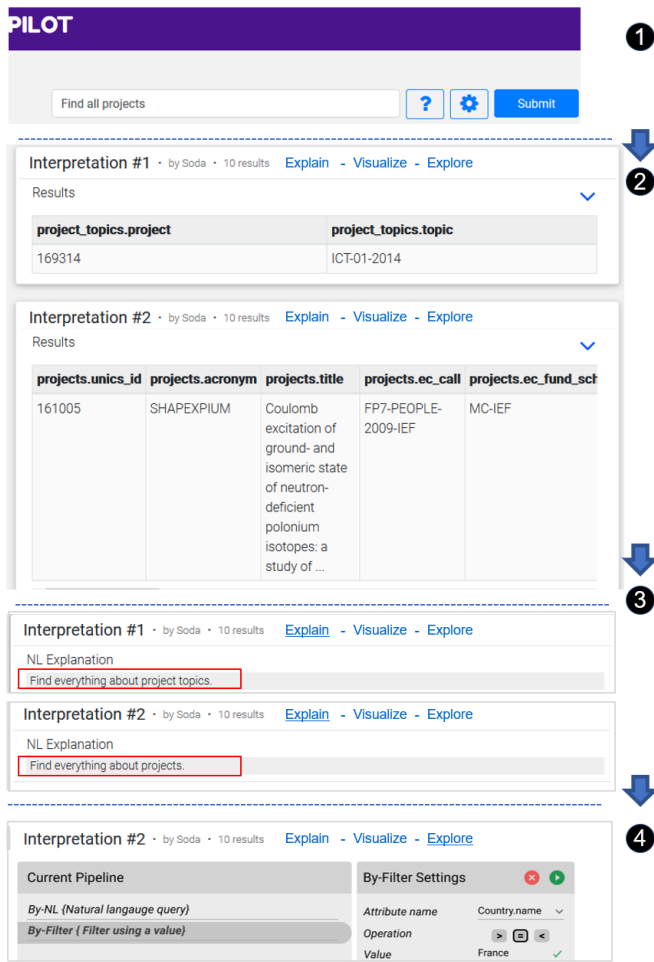 PILOT
1
Find all projects ? Submit
2
Interpretation #1 · by Soda · 10 results Explain - Visualize - Explore
Results
project_topics.project project_topics.topic
169314 ICT-01-2014
Interpretation #2 · by Soda · 10 results Explain - Visualize - Explore
Results
projects.unics_id projects.acronym projects.title projects.ec_call projects.ec_fund_sch
161005 SHAPEXPIUM Coulomb FP7-PEOPLE- MC-IEF
excitation of 2009-IEF
ground- and
isomeric state
of neutron-
deficient
polonium
isotopes: a
study of ...
3
Interpretation #1 · by Soda · 10 results Explain - Visualize - Explore
NL Explanation
Find everything about project topics.
Interpretation #2 · by Soda · 10 results Explain - Visualize - Explore
NL Explanation
Find everything about projects.
4
Interpretation #2 · by Soda · 10 results Explain - Visualize - Explore
Current Pipeline By-Filter Settings
By-NL {Natural langauge query} Attribute name Country.name
By-Filter { Filter using a value} Operation > = <
Value France